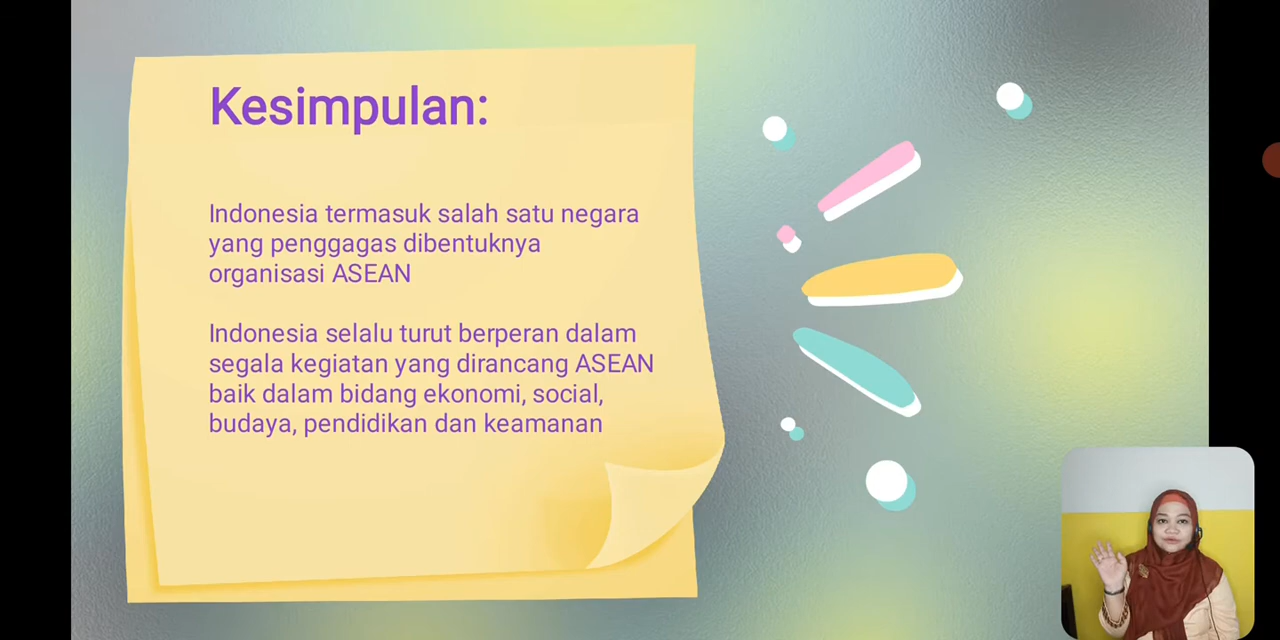 Kesimpulan:
Indonesia termasuk salah satu negara
yang penggagas dibentuknya
organisasi ASEAN
Indonesia selalu turut berperan dalam
segala kegiatan yang dirancang ASEAN
baik dalam bidang ekonomi, social,
budaya, pendidikan dan keamanan